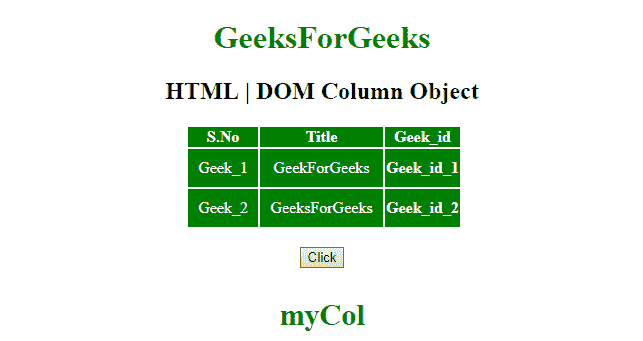 GeeksForGeeks
HTML | DOM Column Object
S.No Title Geek_id
Geek_1 GeekForGeeks Geek_id_1
Geek_2 GeeksForGeeks Geek_id_2
Click
myCol